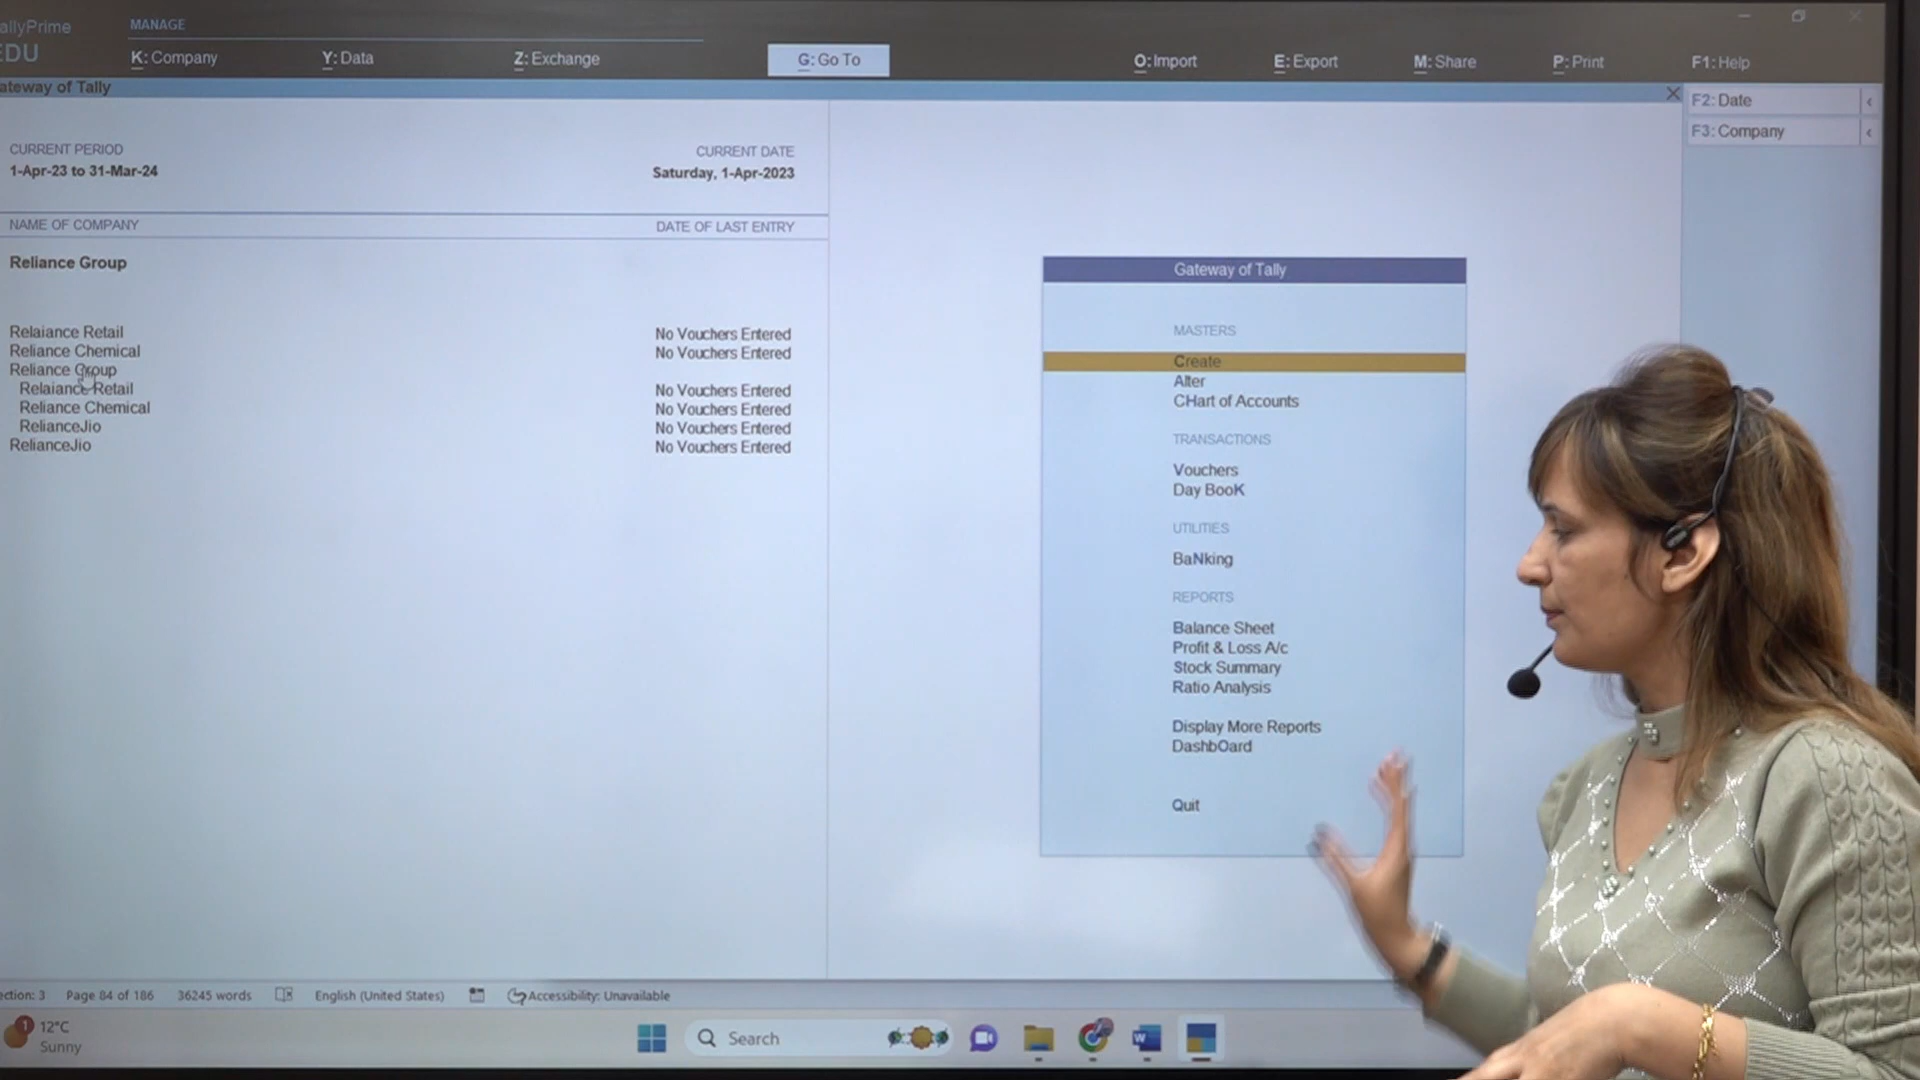 allyPrime
EDU
MANAGE
K: Company
Y: Data
Z: Exchange
G: Go To
O: Import
E: Export
M: Share
P: Print
F1: Help
ateway of Tally
F2: Date
F3: Company
CURRENT PERIOD
CURRENT DATE
1-Apr-23 to 31-Mar-24
Saturday, 1-Apr-2023
NAME OF COMPANY
DATE OF LAST ENTRY
Reliance Group
Relaiance Retail No Vouchers Entered
Reliance Chemical No Vouchers Entered
Reliance Group
Relaiance Retail No Vouchers Entered
Reliance Chemical No Vouchers Entered
RelianceJio No Vouchers Entered
RelianceJio No Vouchers Entered
Gateway of Tally
MASTERS
Create
Alter
CHart of Accounts
TRANSACTIONS
Vouchers
Day BooK
UTILITIES
BaNking
REPORTS
Balance Sheet
Profit & Loss A/c
Stock Summary
Ratio Analysis
Display More Reports
DashbOard
Quit
ection: 3 Page 84 of 186 36245 words English (United States) Accessibility: Unavailable
1
12°C
Sunny
Search